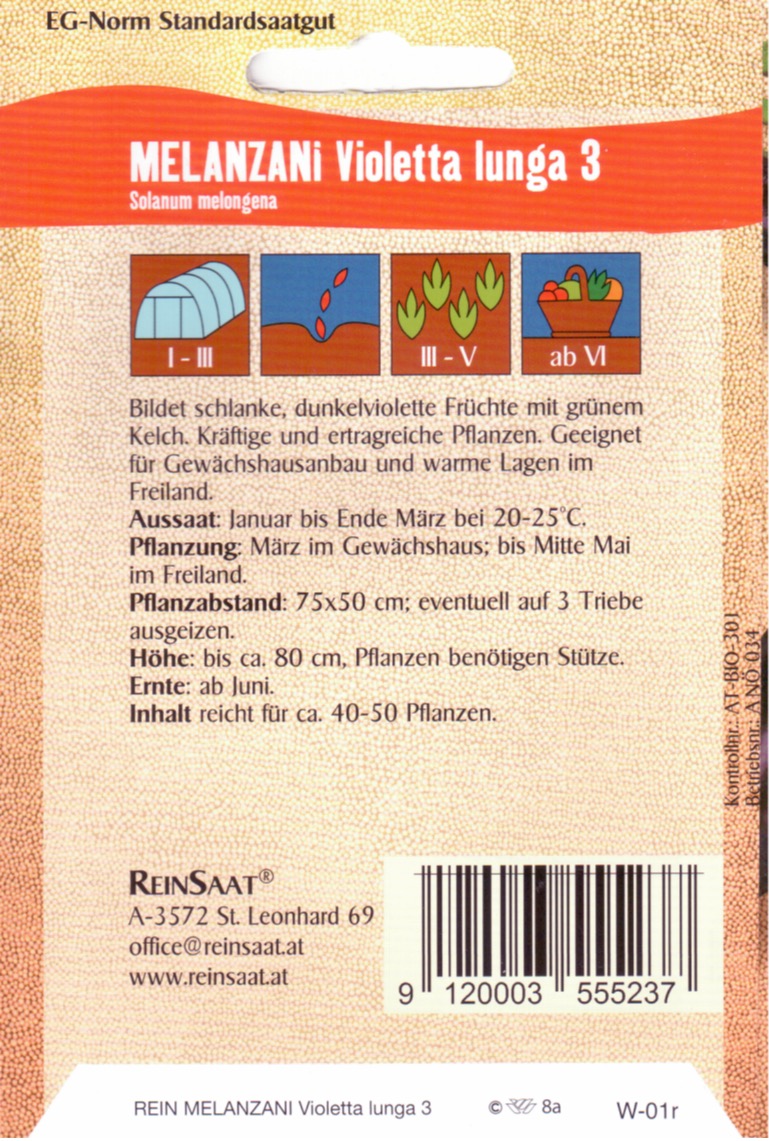 EG-Norm Standardsaatgut
MELANZANi Violetta lunga 3
Solanum melongena
I - III
III - V
ab VI
Bildet schlanke, dunkelviolette Früchte mit grünem
Kelch. Kräftige und ertragreiche Pflanzen. Geeignet
für Gewächshausanbau und warme Lagen im
Freiland.
Aussaat: Januar bis Ende März bei 20-25°C.
Pflanzung: März im Gewächshaus; bis Mitte Mai
im Freiland.
Pflanzabstand: 75x50 cm; eventuell auf 3 Triebe
ausgeizen.
Höhe: bis ca. 80 cm, Pflanzen benötigen Stütze.
Ernte: ab Juni.
Inhalt reicht für ca. 40-50 Pflanzen.
Kontrollnr.: AT-BIO-301
Betriebsnr.: ANÖ 034
REINSAAT®
A-3572 St. Leonhard 69
office@reinsaat.at
www.reinsaat.at
9 120003 555237
REIN MELANZANI Violetta lunga 3
© 8a
W-01r